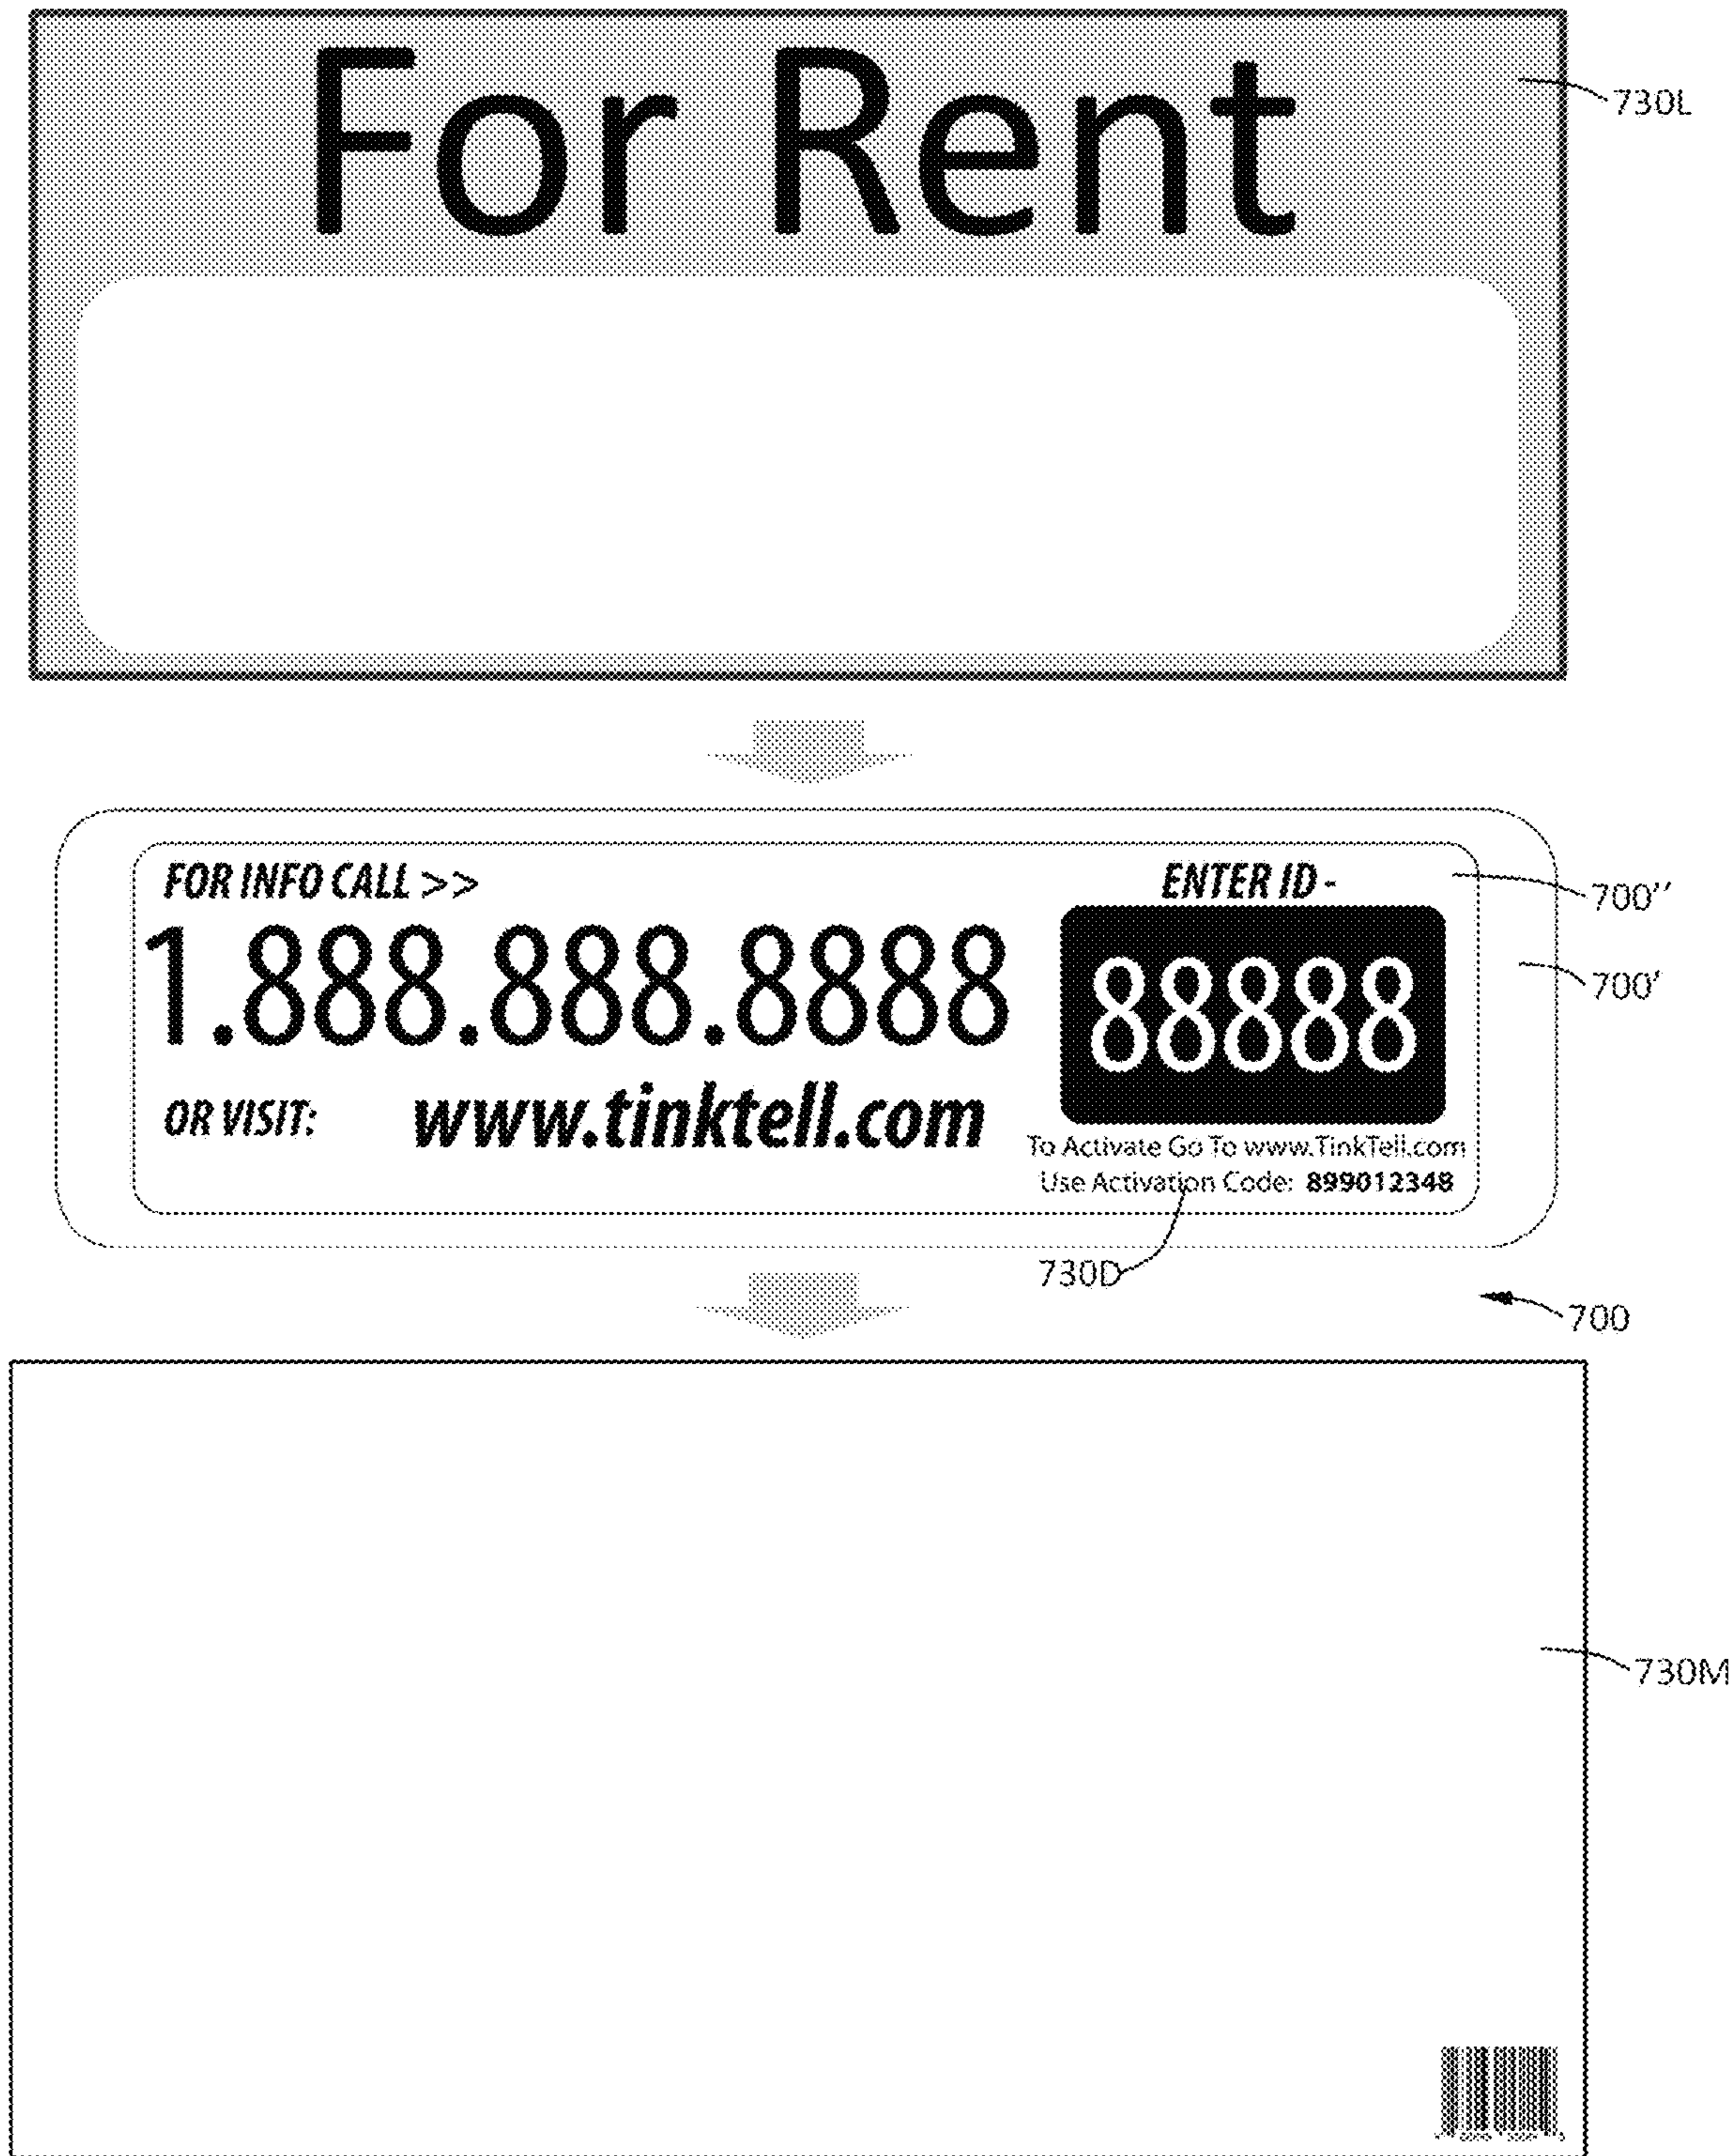 For Rent
730L
FOR INFO CALL >>
ENTER ID -
700''
1.888.888.8888
88888
700'
OR VISIT:
www.tinktell.com
To Activate Go To www.TinkTell.com
Use Activation Code: 899012348
730D
700
730M